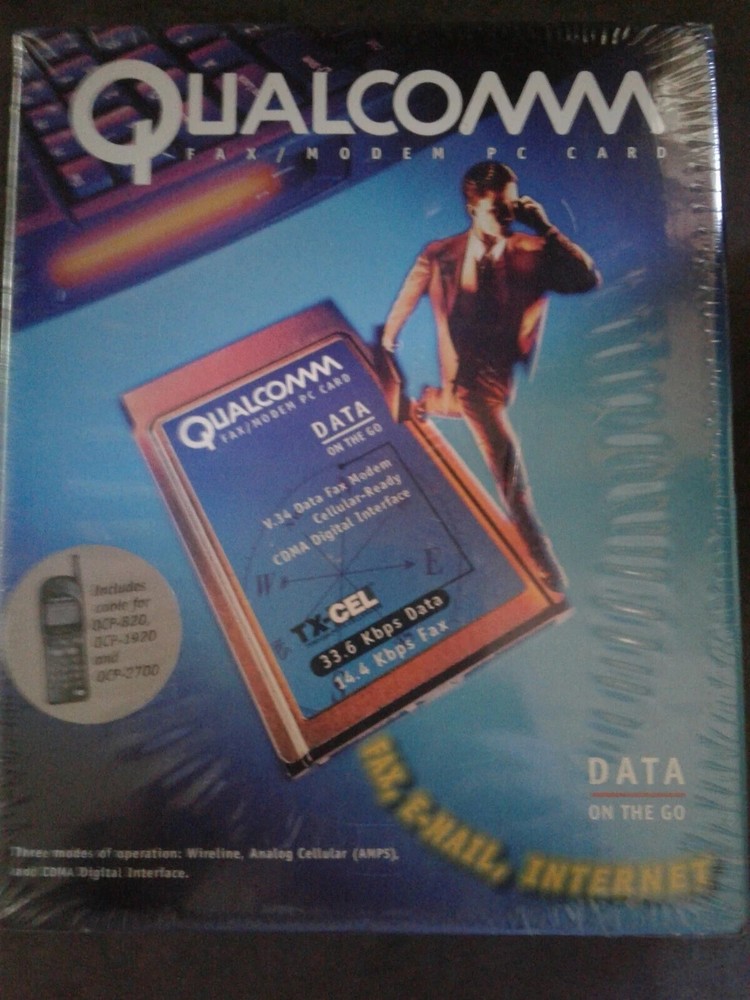 QUALCOMM
FAX/MODEM PC CARD
QUALCOMM
FAX/MODEM PC CARD
DATA
ON THE GO
V.34 Data Fax Modem
Cellular-Ready
CDMA Digital Interface
W E
TX-CEL
33.6 Kbps Data
14.4 Kbps Fax
Includes
cable for
QCP-820,
QCP-1920
and
QCP-2700
FAX, E-MAIL, INTERNET
DATA
ON THE GO
Three modes of operation: Wireline, Analog Cellular (AMPS),
and CDMA Digital Interface.